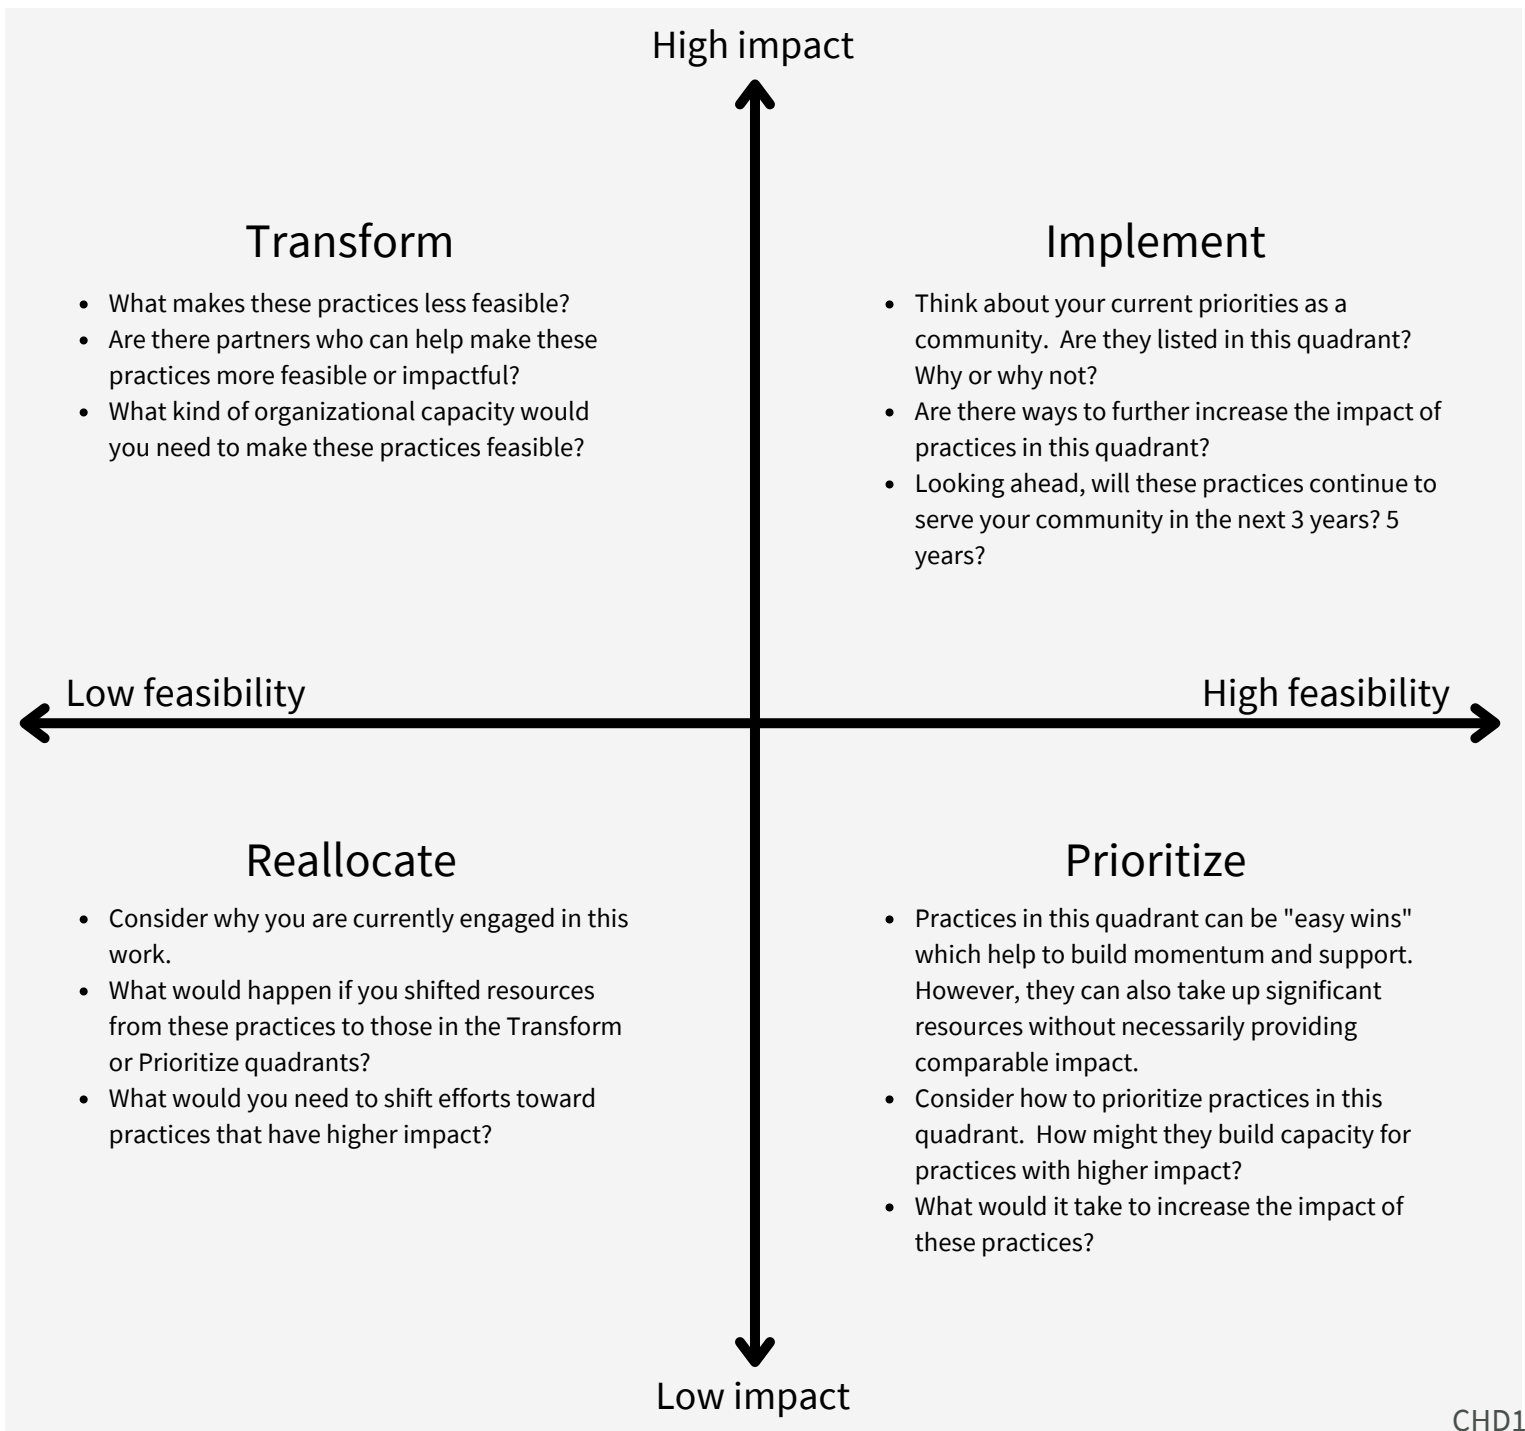 High impact
Transform
• What makes these practices less feasible?
• Are there partners who can help make these
practices more feasible or impactful?
• What kind of organizational capacity would
you need to make these practices feasible?
Implement
• Think about your current priorities as a
community.  Are they listed in this quadrant?
Why or why not?
• Are there ways to further increase the impact of
practices in this quadrant?
• Looking ahead, will these practices continue to
serve your community in the next 3 years? 5
years?
Low feasibility
High feasibility
Reallocate
• Consider why you are currently engaged in this
work.
• What would happen if you shifted resources
from these practices to those in the Transform
or Prioritize quadrants?
• What would you need to shift efforts toward
practices that have higher impact?
Prioritize
• Practices in this quadrant can be "easy wins"
which help to build momentum and support.
However, they can also take up significant
resources without necessarily providing
comparable impact.
• Consider how to prioritize practices in this
quadrant.  How might they build capacity for
practices with higher impact?
• What would it take to increase the impact of
these practices?
Low impact
CHD1